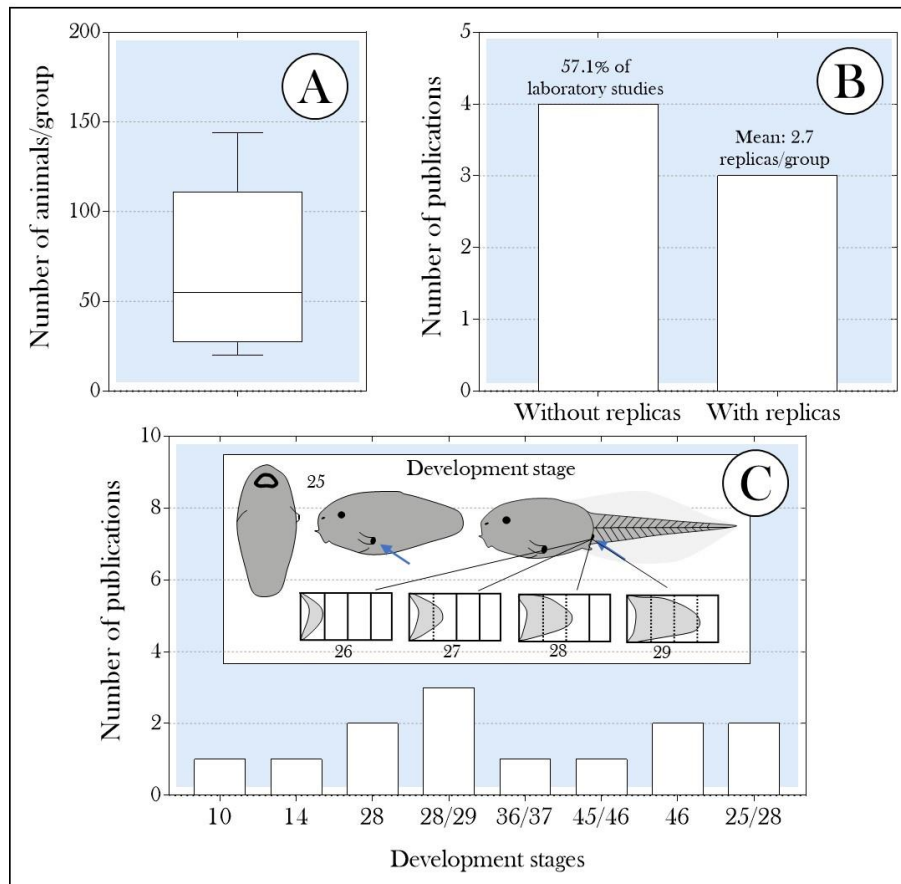 200
150
100
50
0
Number of animals/group
A
5
4
3
2
1
0
Number of publications
57.1% of
laboratory studies
Mean: 2.7
replicas/group
B
Without replicas
With replicas
10
8
6
4
2
0
Number of publications
C
Development stage
25
26
27
28
29
10
14
28
28/29
36/37
45/46
46
25/28
Development stages